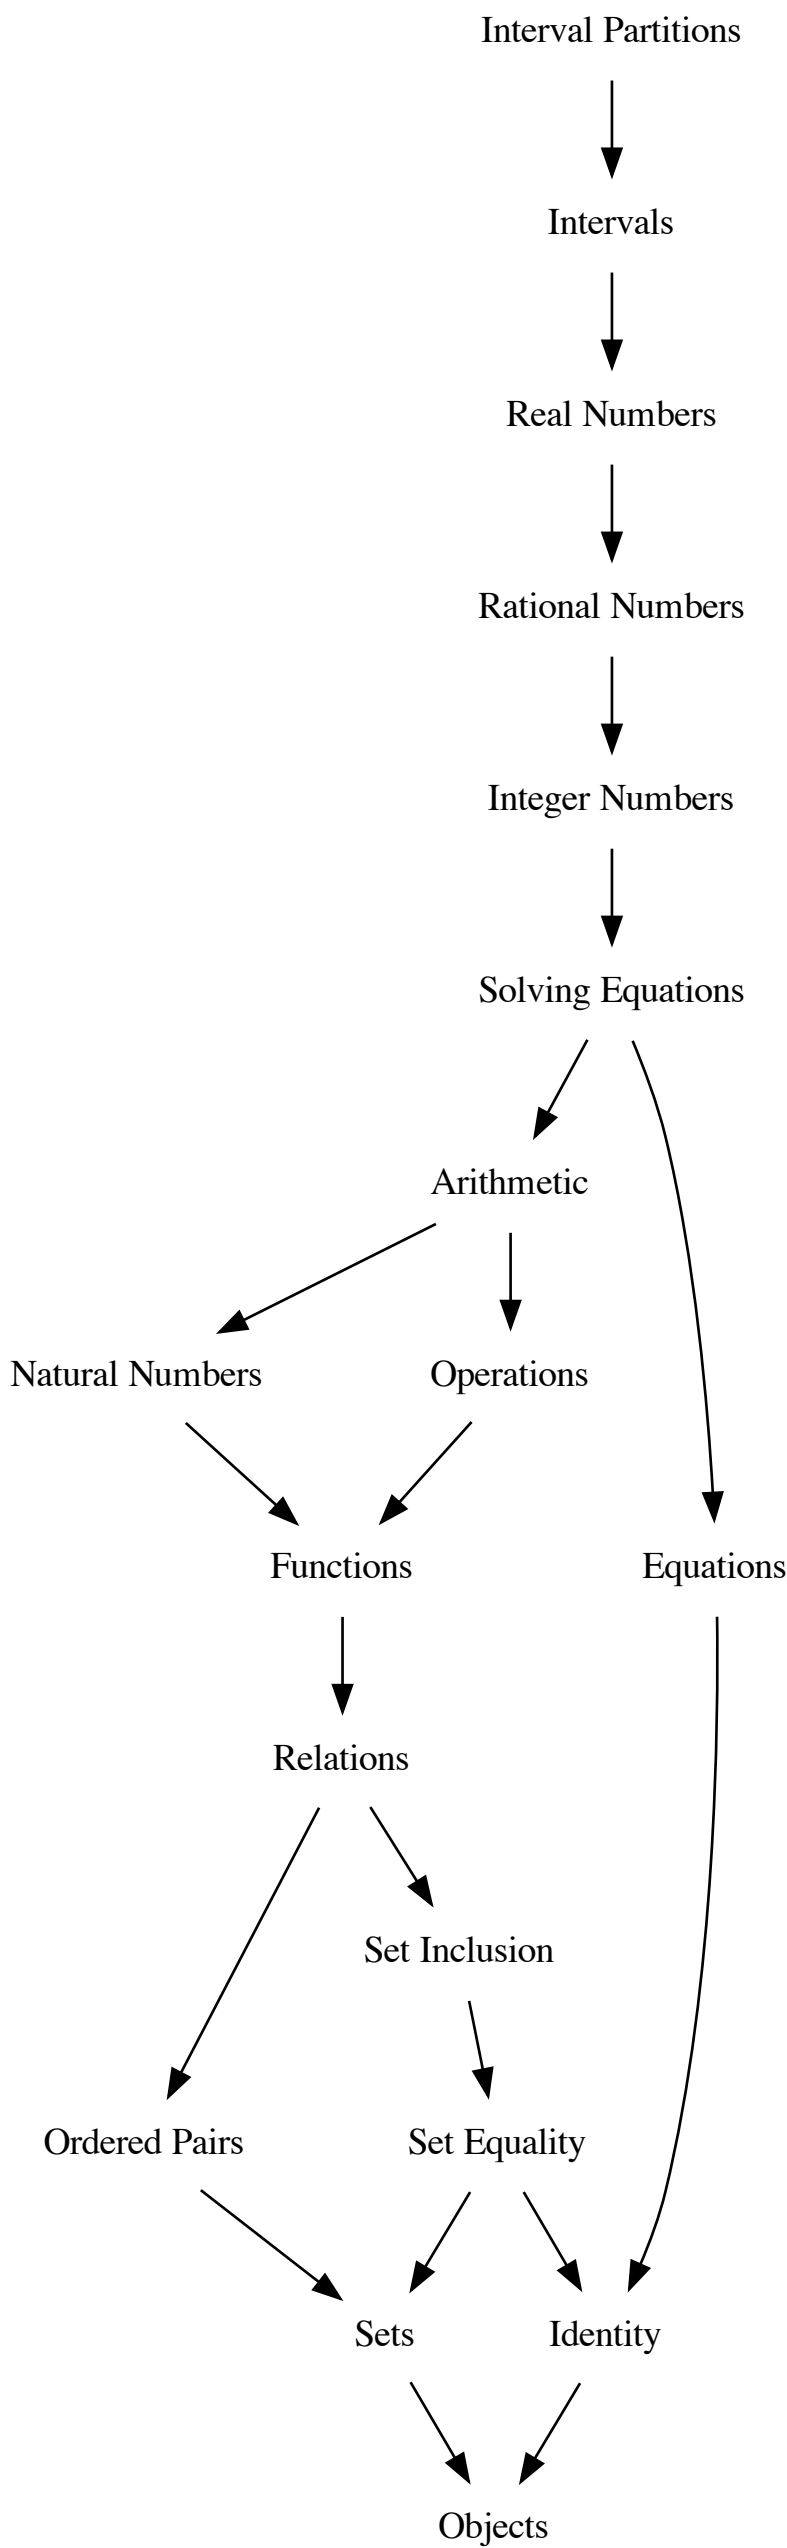 Interval Partitions
Intervals
Real Numbers
Rational Numbers
Integer Numbers
Solving Equations
Arithmetic
Natural Numbers
Operations
Functions
Equations
Relations
Set Inclusion
Ordered Pairs
Set Equality
Sets
Identity
Objects